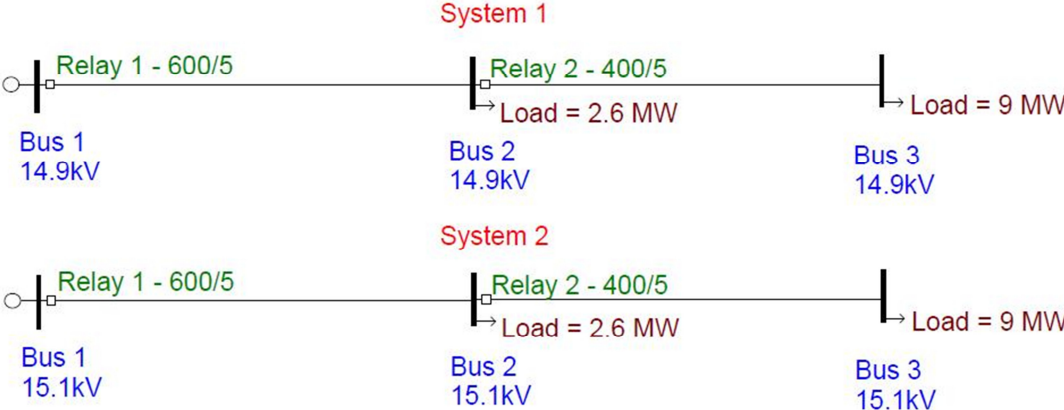 System 1
Relay 1 - 600/5
Relay 2 - 400/5
Load = 2.6 MW
Load = 9 MW
Bus 1
14.9kV
Bus 2
14.9kV
Bus 3
14.9kV
System 2
Relay 1 - 600/5
Relay 2 - 400/5
Load = 2.6 MW
Load = 9 MW
Bus 1
15.1kV
Bus 2
15.1kV
Bus 3
15.1kV